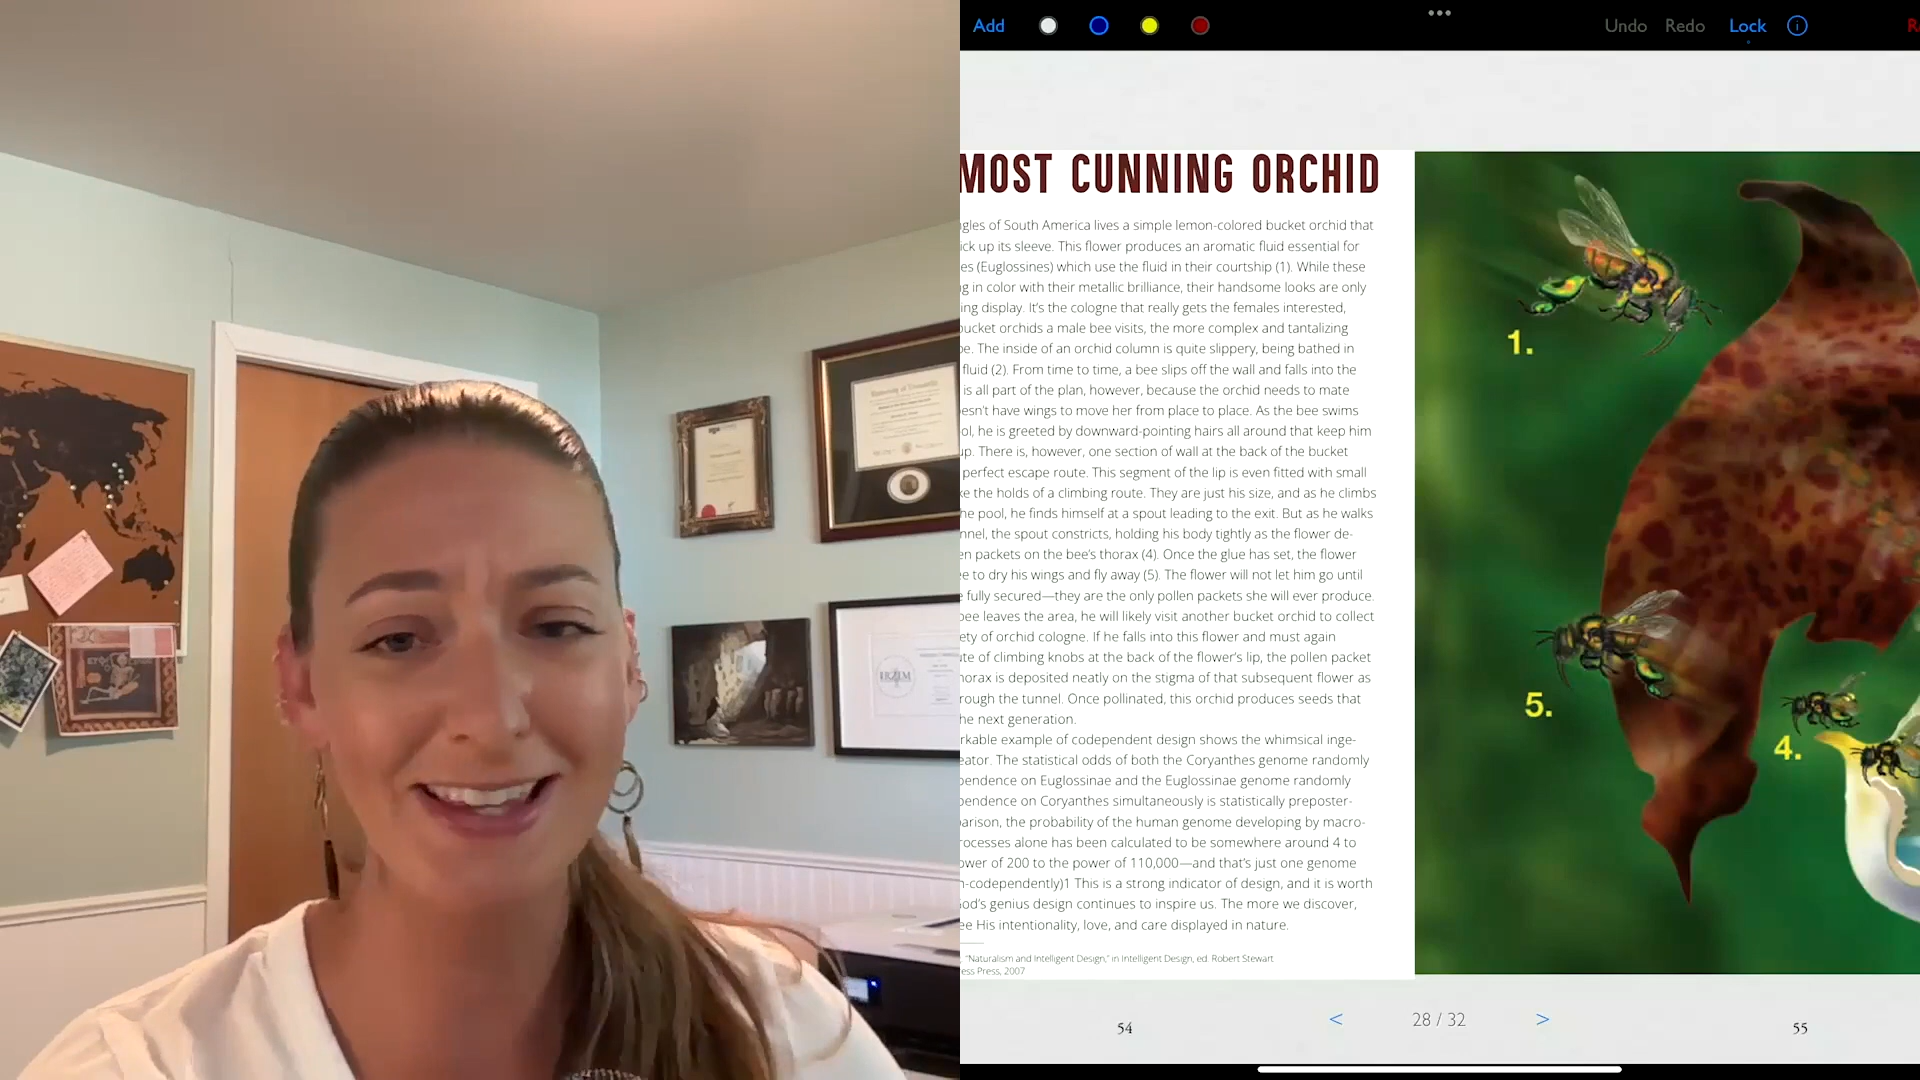 Add
Undo Redo Lock
MOST CUNNING ORCHID
ngles of South America lives a simple lemon-colored bucket orchid that
ick up its sleeve. This flower produces an aromatic fluid essential for
es (Euglossines) which use the fluid in their courtship (1). While these
g in color with their metallic brilliance, their handsome looks are only
ing display. It's the cologne that really gets the females interested,
bucket orchids a male bee visits, the more complex and tantalizing
be. The inside of an orchid column is quite slippery, being bathed in
fluid (2). From time to time, a bee slips off the wall and falls into the
is all part of the plan, however, because the orchid needs to mate
esn't have wings to move her from place to place. As the bee swims
ol, he is greeted by downward-pointing hairs all around that keep him
up. There is, however, one section of wall at the back of the bucket
perfect escape route. This segment of the lip is even fitted with small
ke the holds of a climbing route. They are just his size, and as he climbs
he pool, he finds himself at a spout leading to the exit. But as he walks
nnel, the spout constricts, holding his body tightly as the flower de-
en packets on the bee's thorax (4). Once the glue has set, the flower
ee to dry his wings and fly away (5). The flower will not let him go until
e fully secured—they are the only pollen packets she will ever produce.
bee leaves the area, he will likely visit another bucket orchid to collect
ety of orchid cologne. If he falls into this flower and must again
ute of climbing knobs at the back of the flower's lip, the pollen packet
horax is deposited neatly on the stigma of that subsequent flower as
rough the tunnel. Once pollinated, this orchid produces seeds that
he next generation.
rkable example of codependent design shows the whimsical inge-
eator. The statistical odds of both the Coryanthes genome randomly
pendence on Euglossinae and the Euglossinae genome randomly
pendence on Coryanthes simultaneously is statistically preposter-
parison, the probability of the human genome developing by macro-
rocesses alone has been calculated to be somewhere around 4 to
ower of 200 to the power of 110,000—and that's just one genome
n-codependently)1 This is a strong indicator of design, and it is worth
God's genius design continues to inspire us. The more we discover,
ee His intentionality, love, and care displayed in nature.
, "Naturalism and Intelligent Design," in Intelligent Design, ed Robert Stewart
ess Press, 2007
1.
5.
4.
54
< 28 / 32 >
55